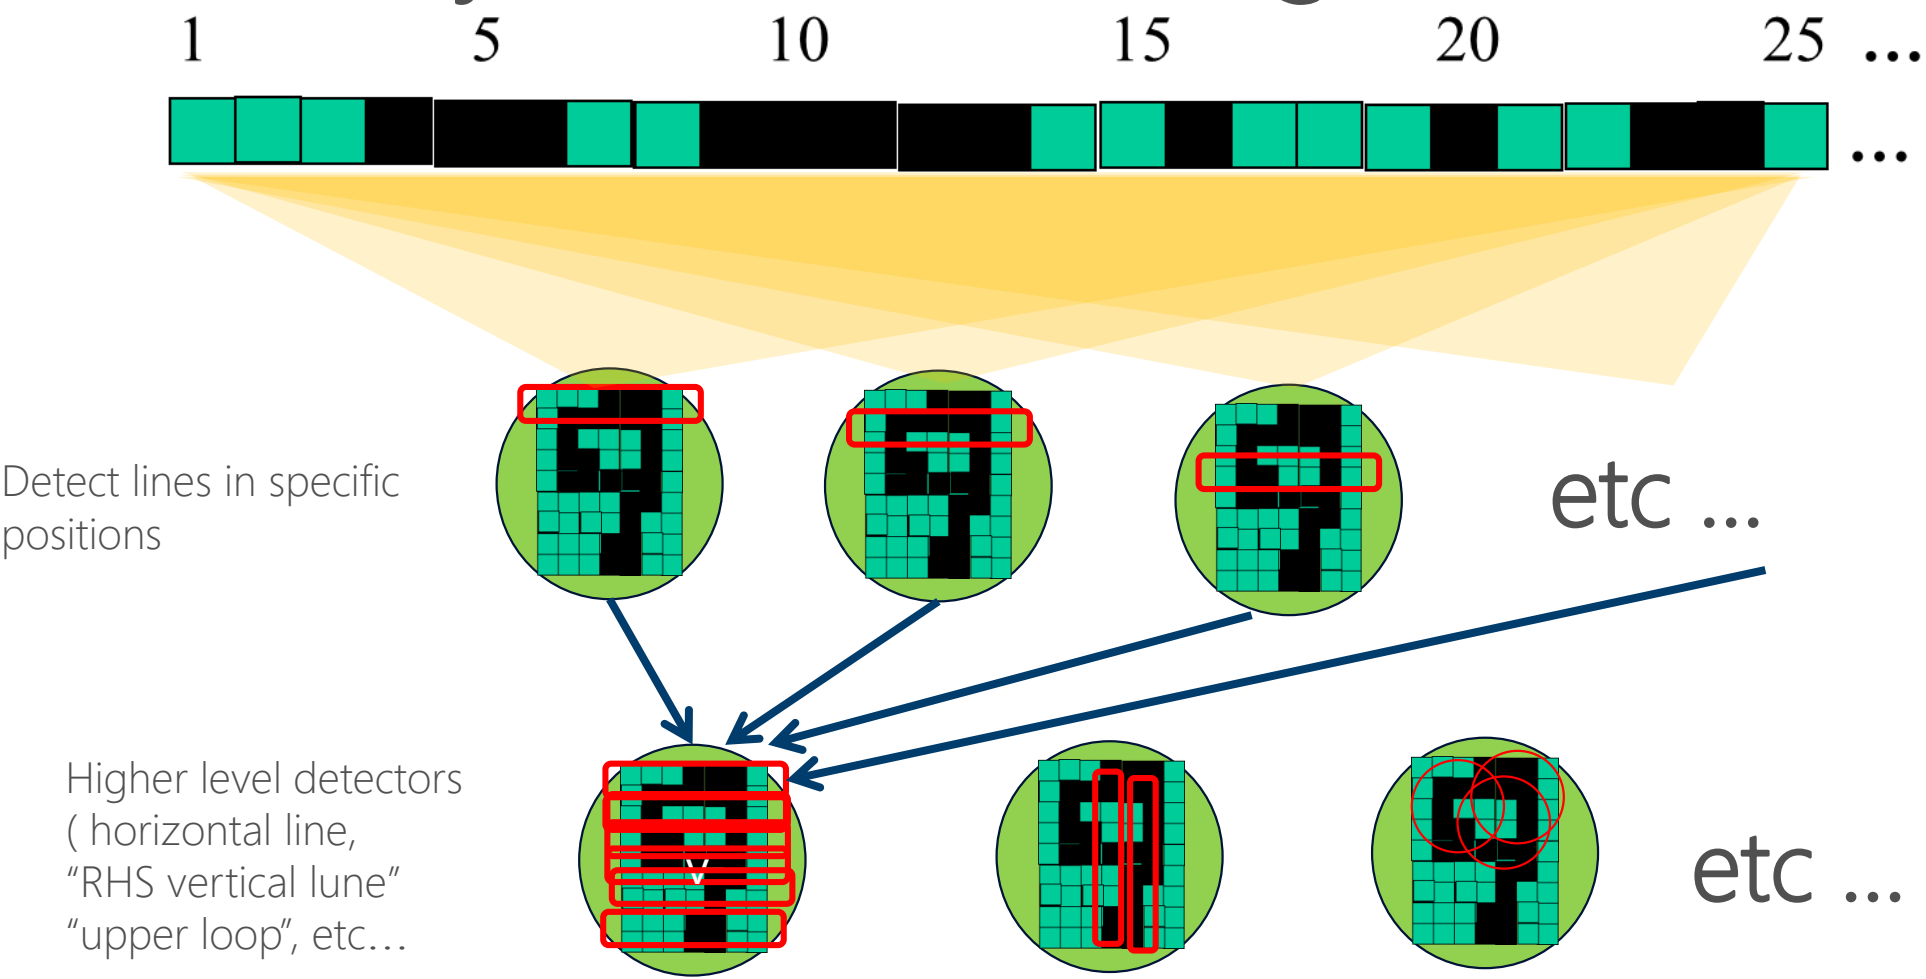 1 5 10 15 20 25 ...
...
Detect lines in specific
positions
etc ...
Higher level detectors
( horizontal line,
“RHS vertical lune”
“upper loop”, etc…
v
etc ...